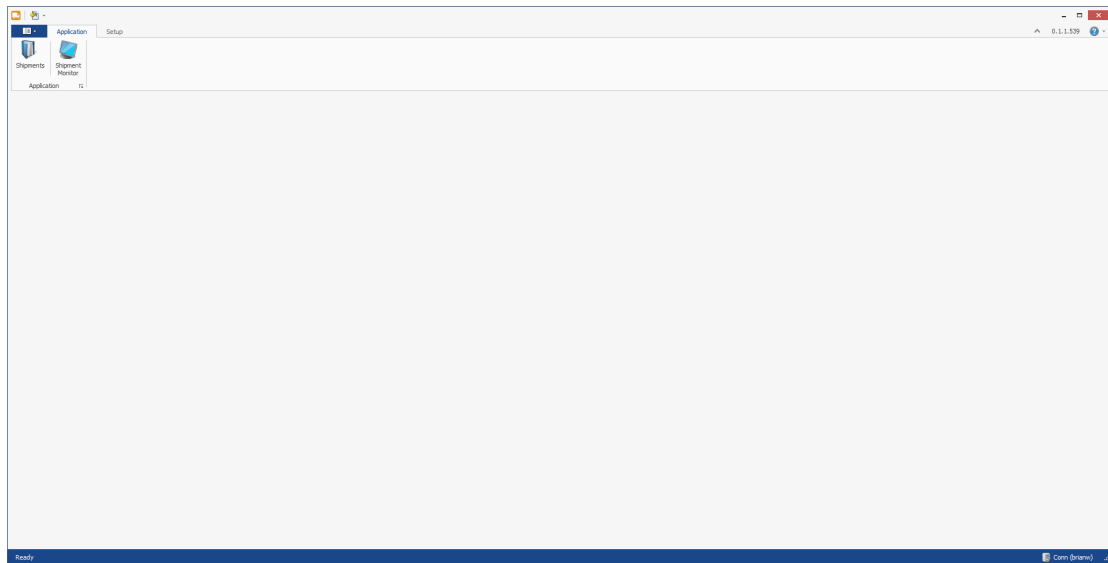 Application Setup
0.1.1.539
Shipments
Shipment
Monitor
Application
Ready
Conn (brianw)